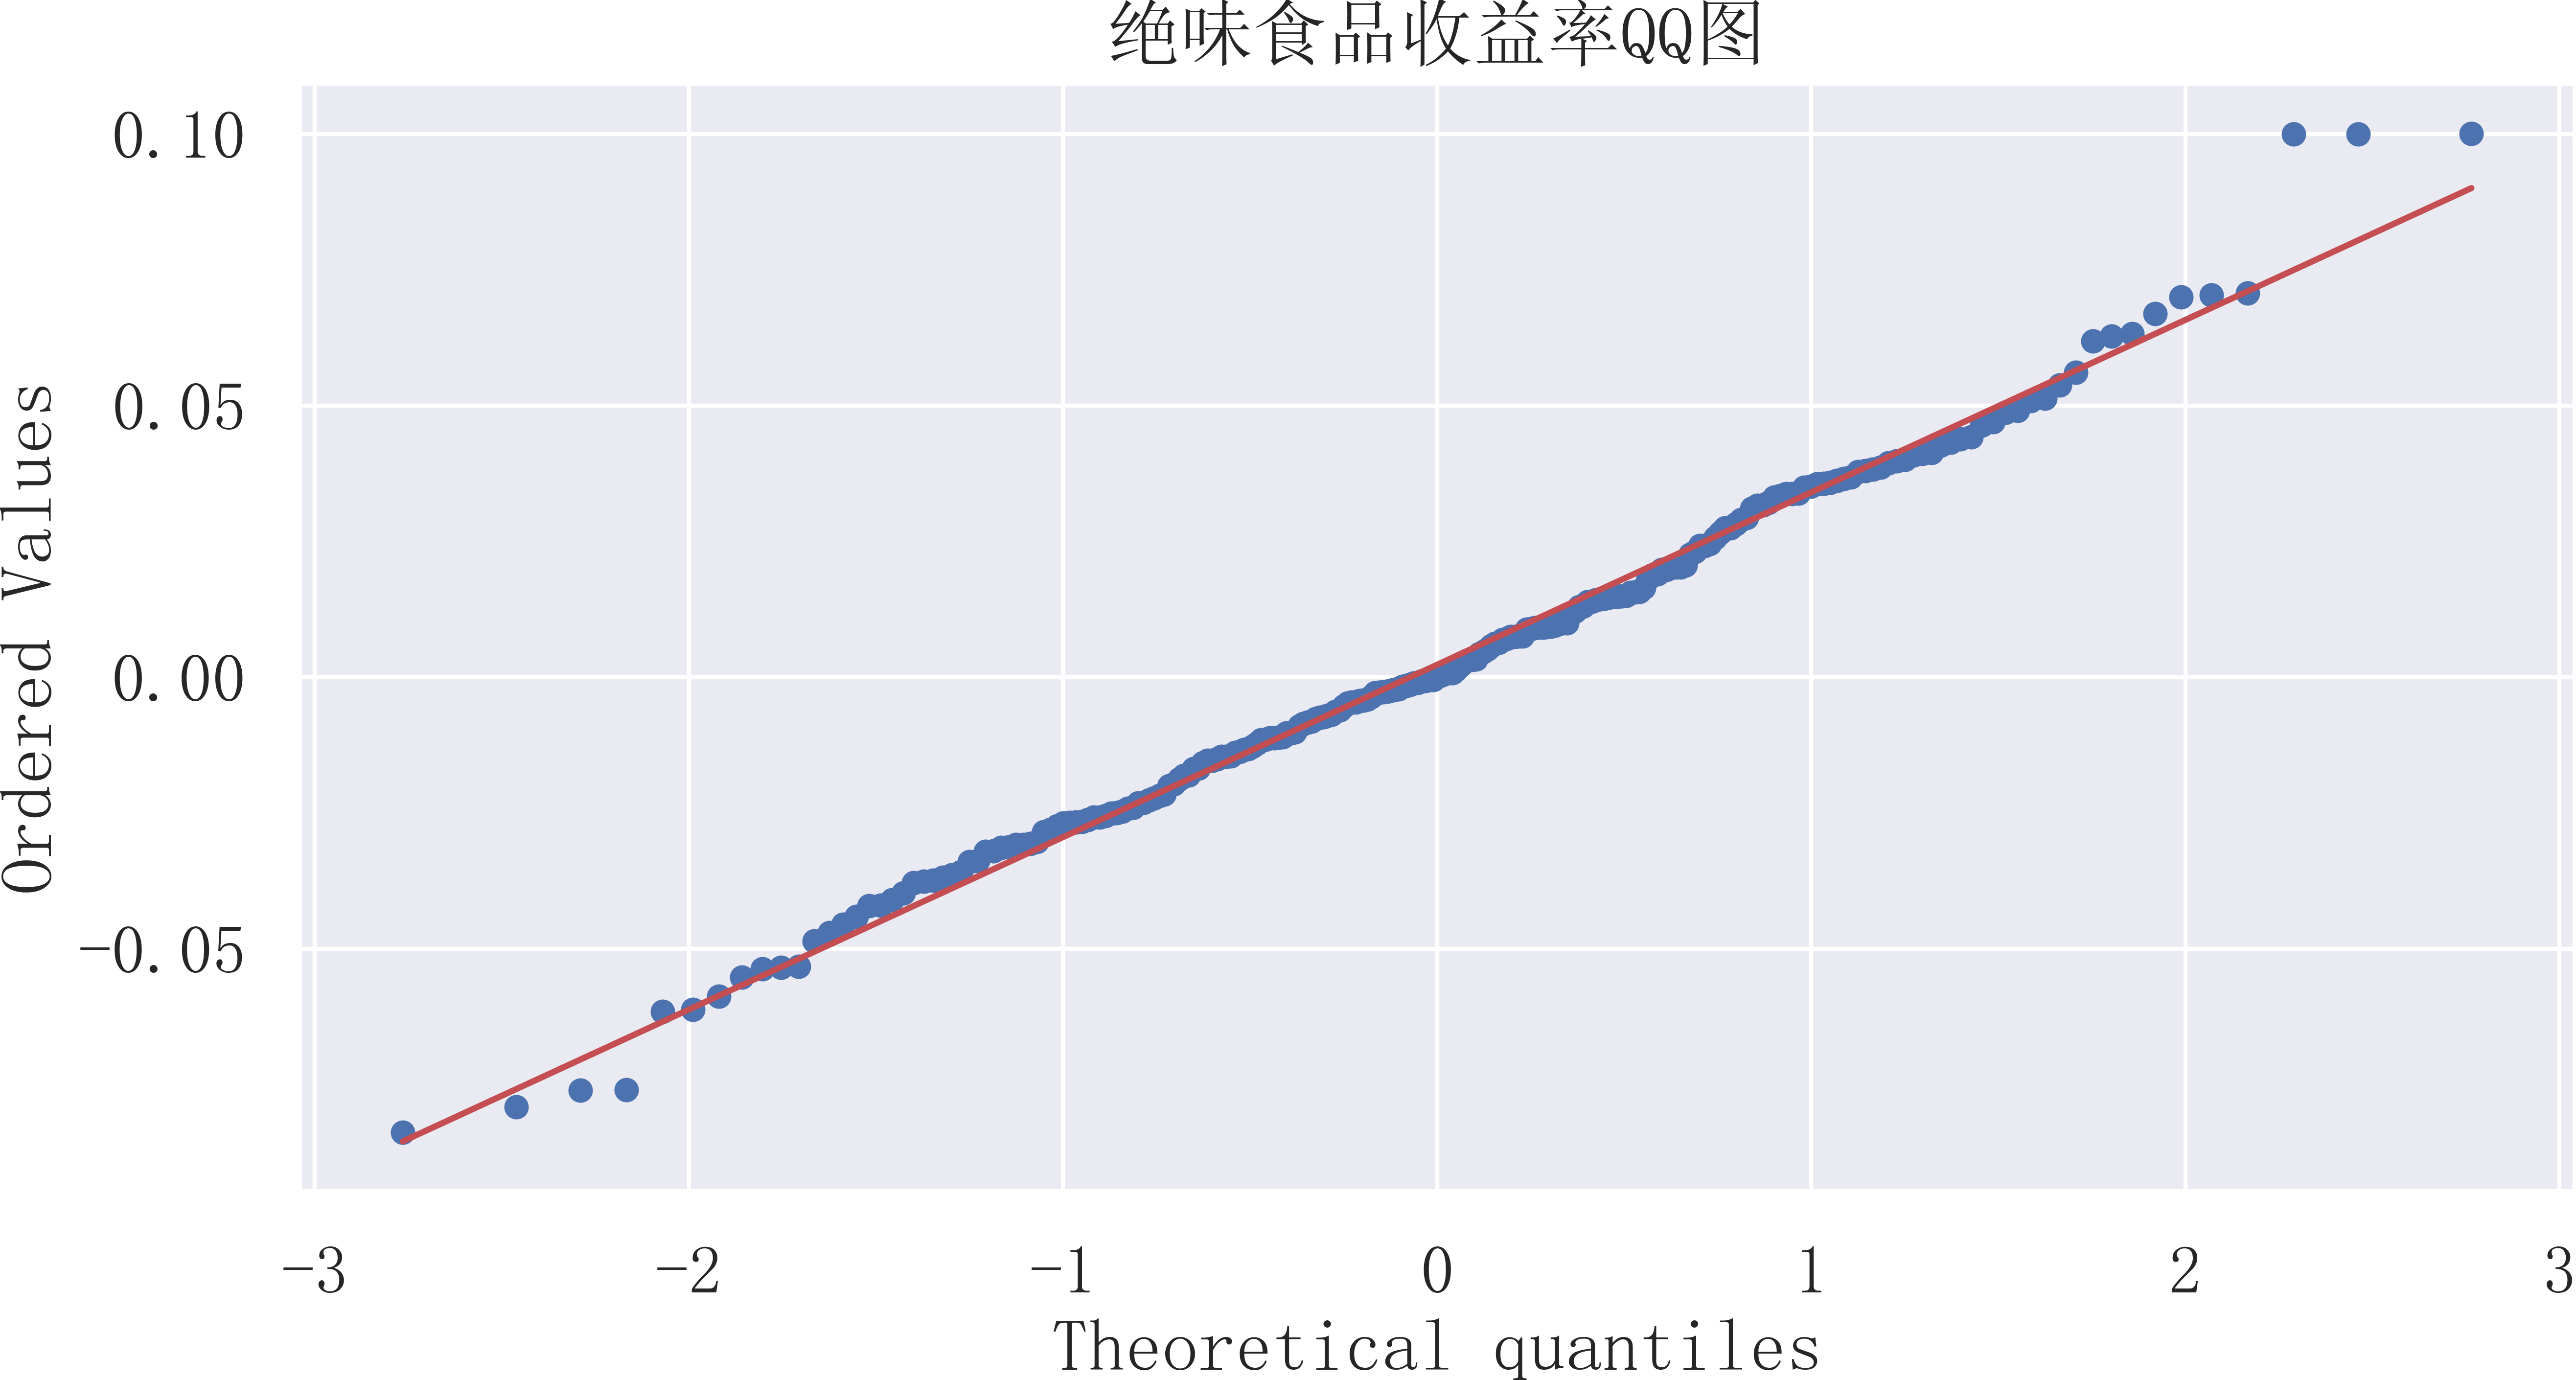 绝味食品收益率QQ图
0.10
0.05
0.00
-0.05
Ordered Values
-3 -2 -1 0 1 2 3
Theoretical quantiles